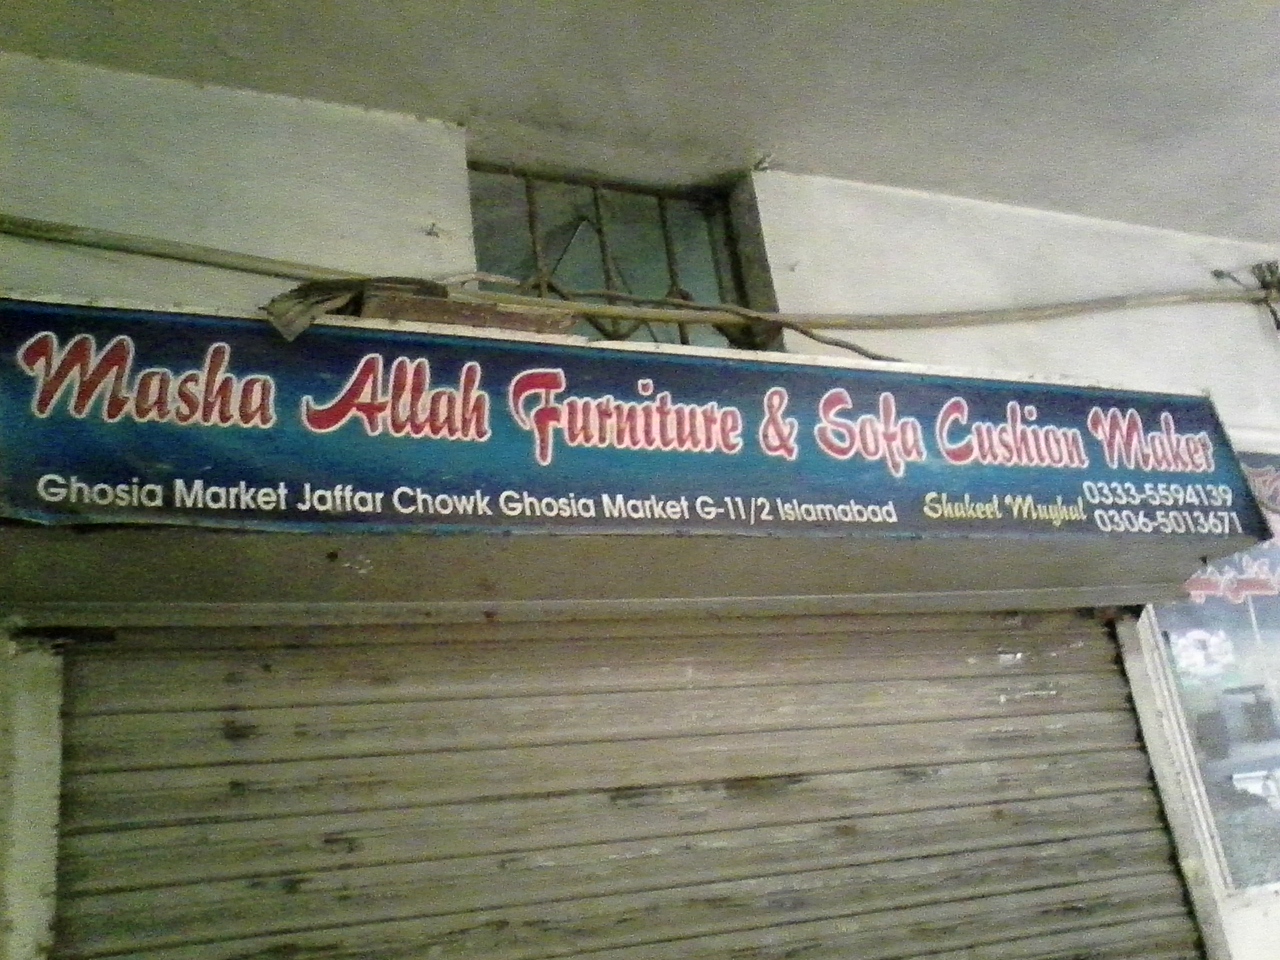 Masha Allah Furniture & Sofa Cushion Maker
Ghosia Market Jaffar Chowk Ghosia Market G-11/2 Islamabad
Shakeel Mughal
0333-5594139
0306-5013671